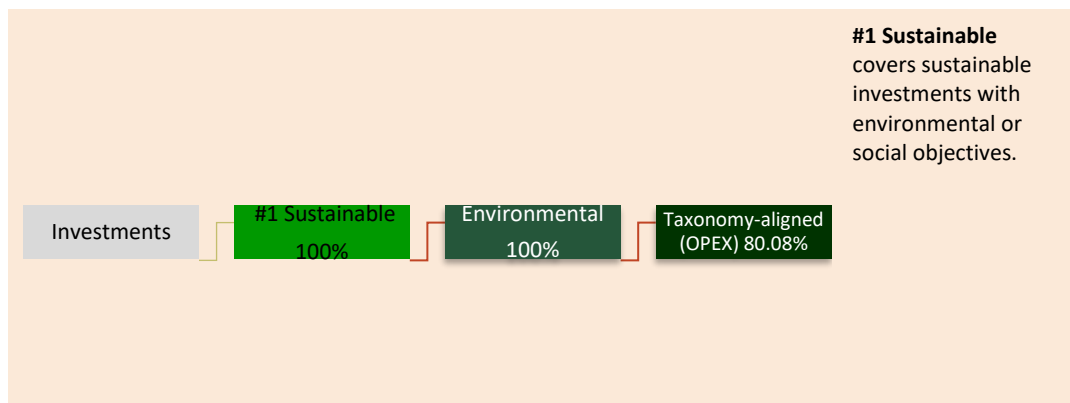 #1 Sustainable
covers sustainable
investments with
environmental or
social objectives.
Investments
#1 Sustainable
100%
Environmental
100%
Taxonomy-aligned
(OPEX) 80.08%